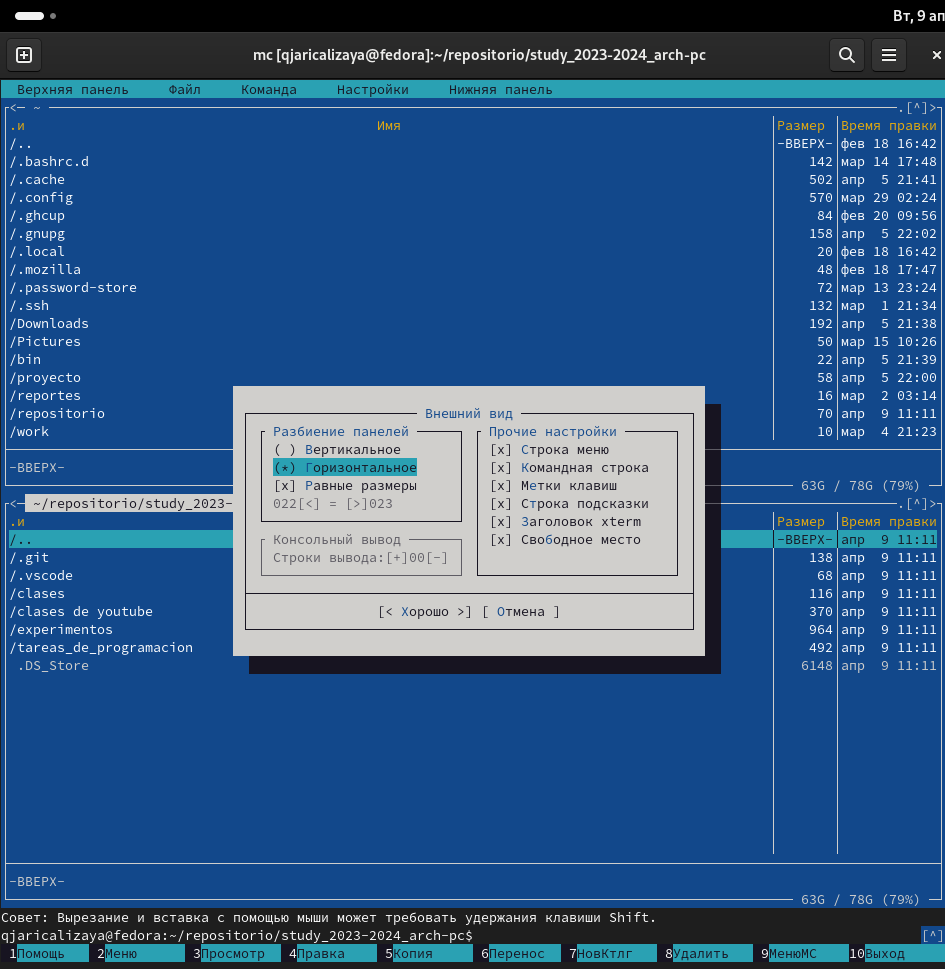 Вт, 9 ап
mc [qjaricalizaya@fedora]:~/repositorio/study_2023-2024_arch-pc
Верхняя панель Файл Команда Настройки Нижняя панель
<─ ~ .[^]>
.и Имя Размер Время правки
/.. -ВВЕРХ- фев 18 16:42
/.bashrc.d 142 мар 14 17:48
/.cache 502 апр 5 21:41
/.config 570 мар 29 02:24
/.ghcup 84 фев 20 09:56
/.gnupg 158 апр 5 22:02
/.local 20 фев 18 16:42
/.mozilla 48 фев 18 17:47
/.password-store 72 мар 13 23:24
/.ssh 132 мар 1 21:34
/Downloads 192 апр 5 21:38
/Pictures 50 мар 15 10:26
/bin 22 апр 5 21:39
/proyecto 58 апр 5 22:00
/reportes 16 мар 2 03:14
/repositorio 70 апр 9 11:11
/work 10 мар 4 21:23
-ВВЕРХ-
63G / 78G (79%)
Внешний вид
Разбиение панелей
( ) Вертикальное
(*) Горизонтальное
[x] Равные размеры
022[<] = [>]023
Консольный вывод
Строки вывода:[+]00[-]
Прочие настройки
[x] Строка меню
[x] Командная строка
[x] Метки клавиш
[x] Строка подсказки
[x] Заголовок xterm
[x] Свободное место
[< Хорошо >] [ Отмена ]
<─ ~/repositorio/study_2023- .[^]>
.и Размер Время правки
/.. -ВВЕРХ- апр 9 11:11
/.git 138 апр 9 11:11
/.vscode 68 апр 9 11:11
/clases 116 апр 9 11:11
/clases de youtube 370 апр 9 11:11
/experimentos 964 апр 9 11:11
/tareas_de_programacion 492 апр 9 11:11
.DS_Store 6148 апр 9 11:11
-ВВЕРХ-
63G / 78G (79%)
Совет: Вырезание и вставка с помощью мыши может требовать удержания клавиши Shift.
qjaricalizaya@fedora:~/repositorio/study_2023-2024_arch-pc$ [^]
1Помощь 2Меню 3Просмотр 4Правка 5Копия 6Перенос 7НовКтлг 8Удалить 9МенюMC 10Выход